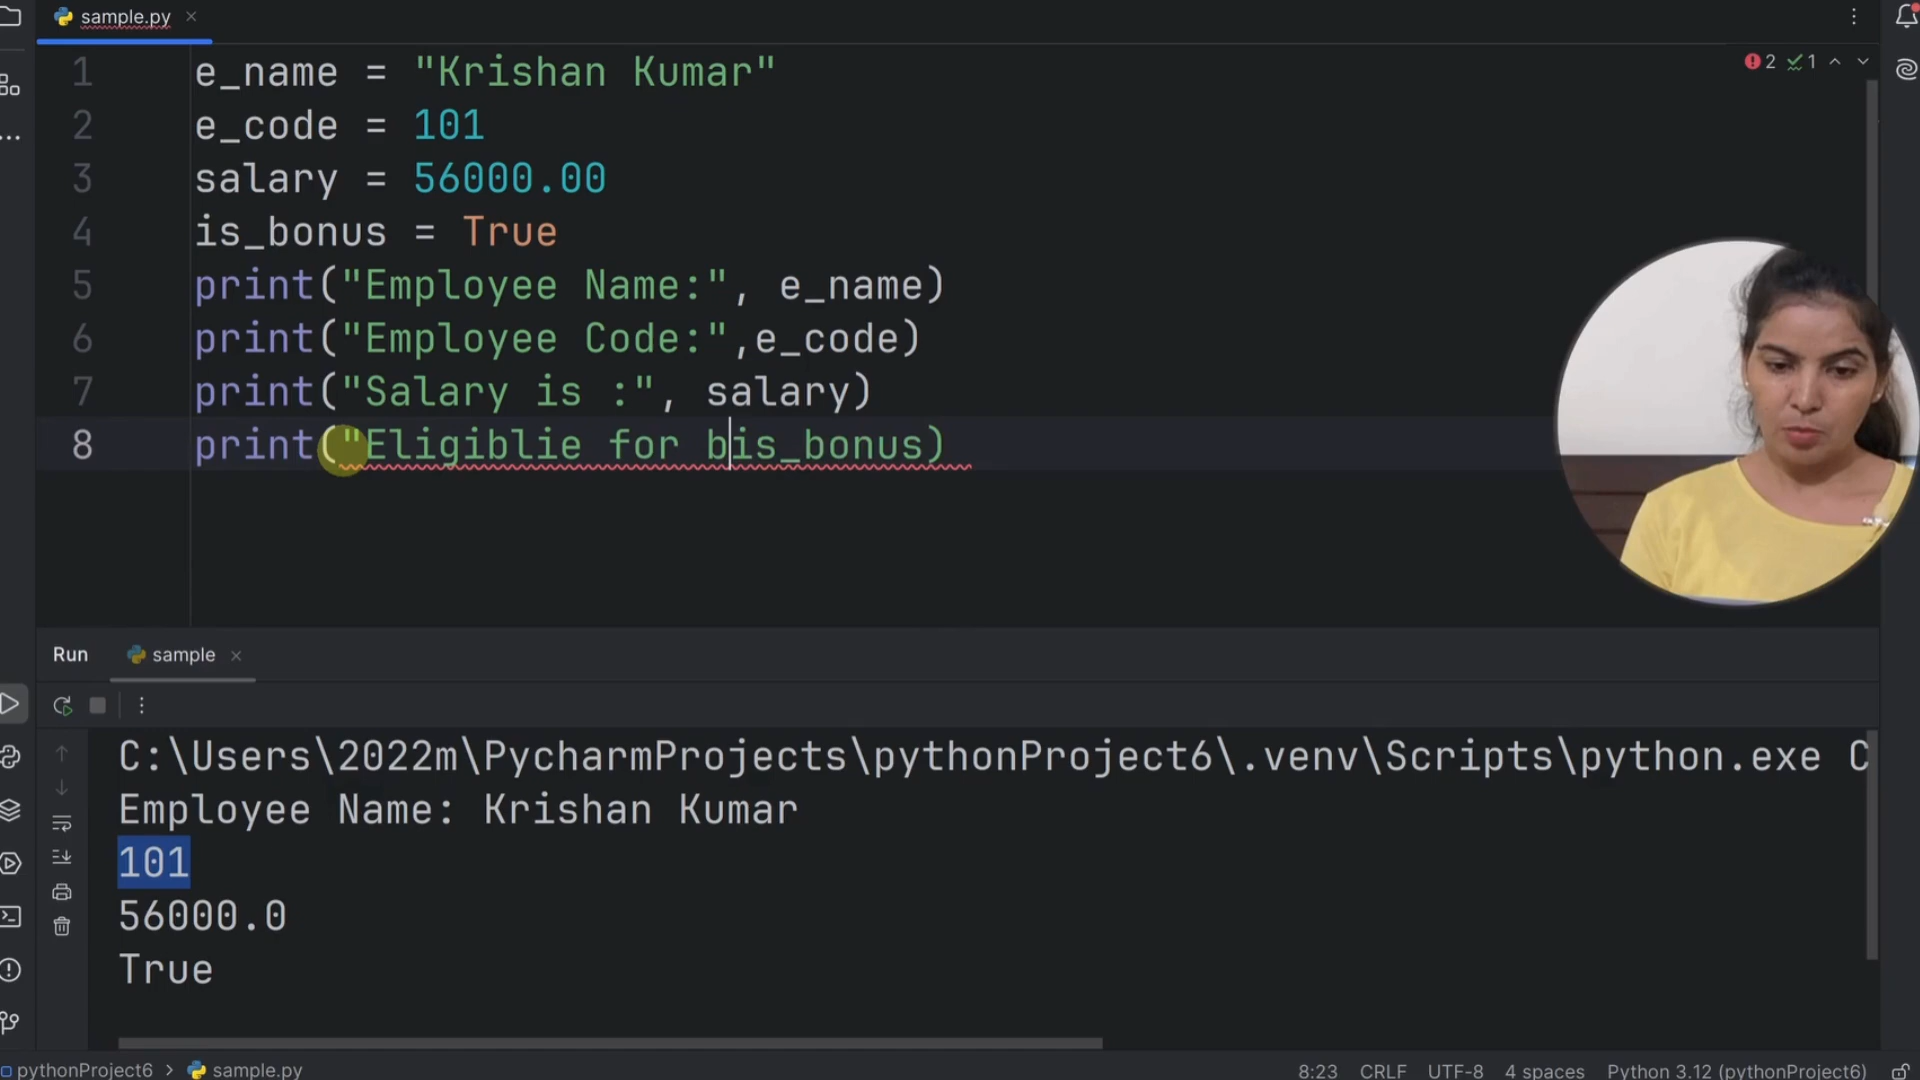 sample.py
2 1
1 e_name = "Krishan Kumar"
2 e_code = 101
3 salary = 56000.00
4 is_bonus = True
5 print("Employee Name:", e_name)
6 print("Employee Code:",e_code)
7 print("Salary is :", salary)
8 print("Eligiblie for bis_bonus)
Run sample
C:\Users\2022m\PycharmProjects\pythonProject6\.venv\Scripts\python.exe C
Employee Name: Krishan Kumar
101
56000.0
True
pythonProject6 > sample.py 8:23 CRLF UTF-8 4 spaces Python 3.12 (pythonProject6)